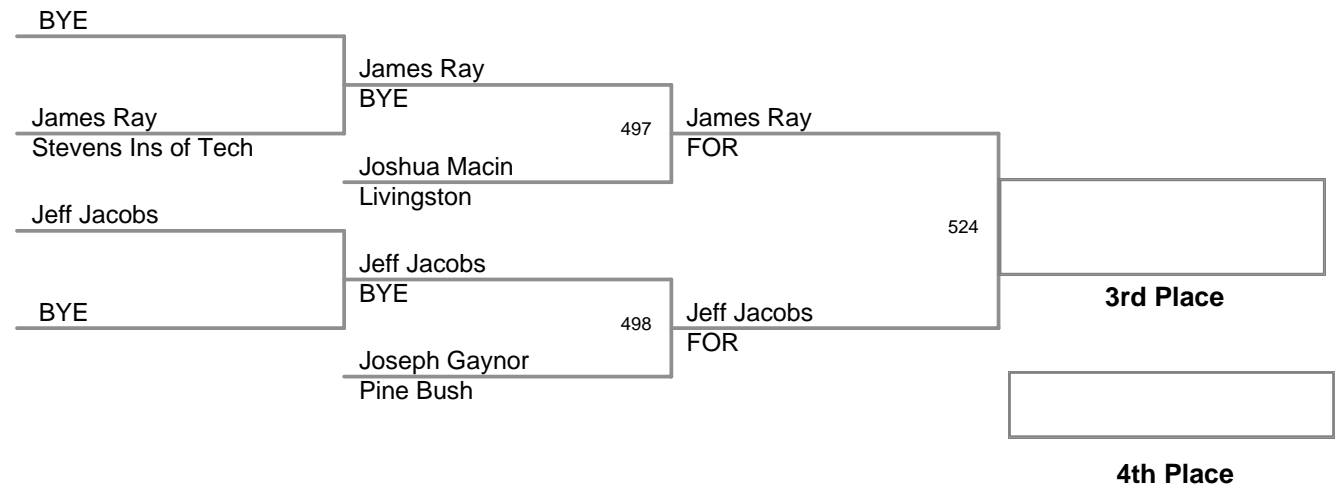 BYE
James Ray
BYE
James Ray
Stevens Ins of Tech
497
James Ray
FOR
Joshua Macin
Livingston
Jeff Jacobs
524
Jeff Jacobs
BYE
3rd Place
BYE
498
Jeff Jacobs
FOR
Joseph Gaynor
Pine Bush
4th Place